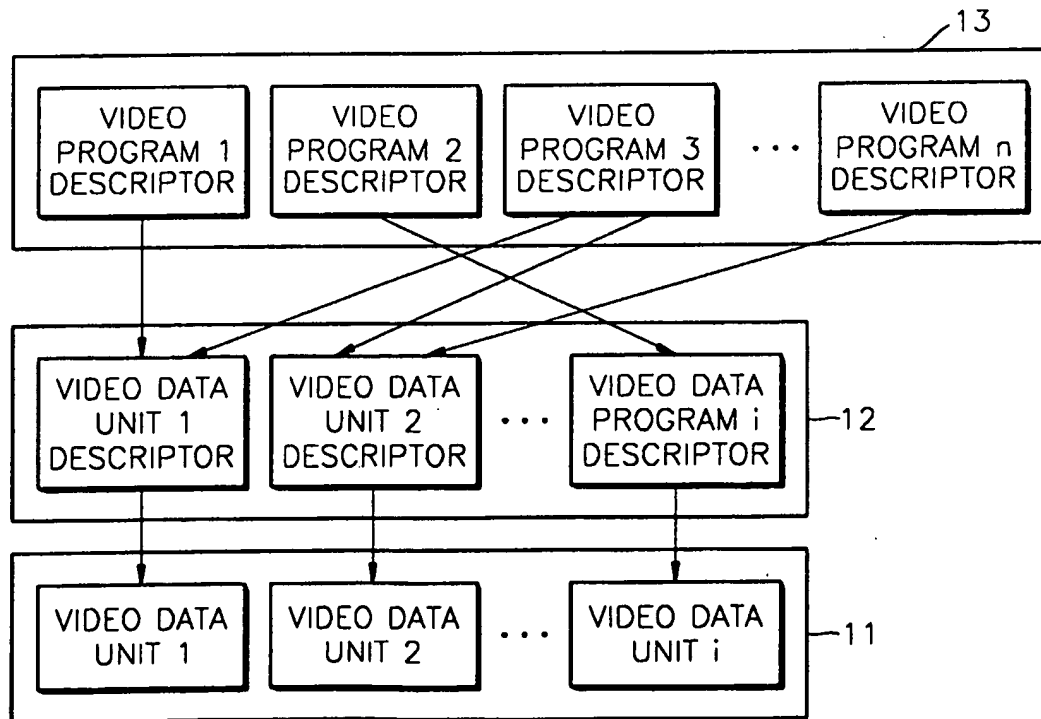 13
VIDEO
PROGRAM 1
DESCRIPTOR
VIDEO
PROGRAM 2
DESCRIPTOR
VIDEO
PROGRAM 3
DESCRIPTOR
...
VIDEO
PROGRAM n
DESCRIPTOR
VIDEO DATA
UNIT 1
DESCRIPTOR
VIDEO DATA
UNIT 2
DESCRIPTOR
...
VIDEO DATA
PROGRAM i
DESCRIPTOR
12
VIDEO DATA
UNIT 1
VIDEO DATA
UNIT 2
...
VIDEO DATA
UNIT i
11